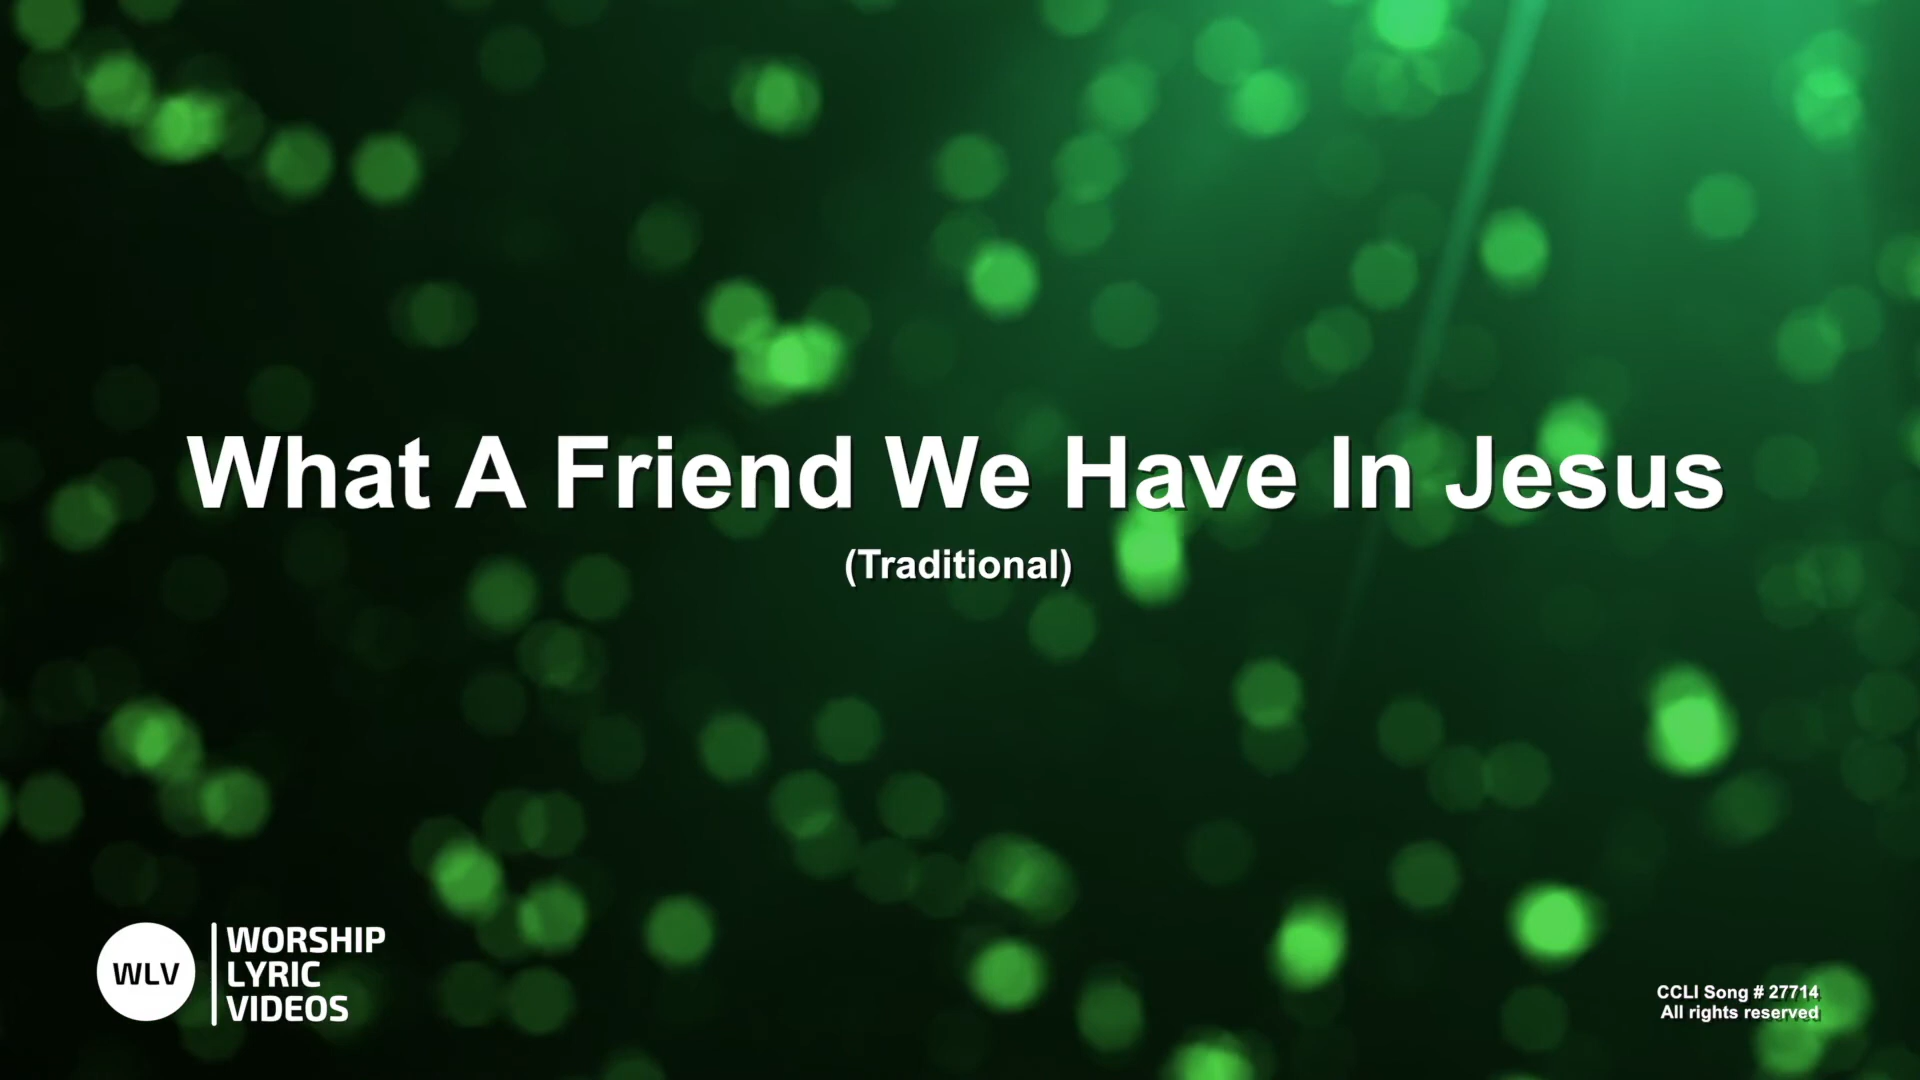 What A Friend We Have In Jesus
(Traditional)
WLV
WORSHIP
LYRIC
VIDEOS
CCLI Song # 27714
All rights reserved